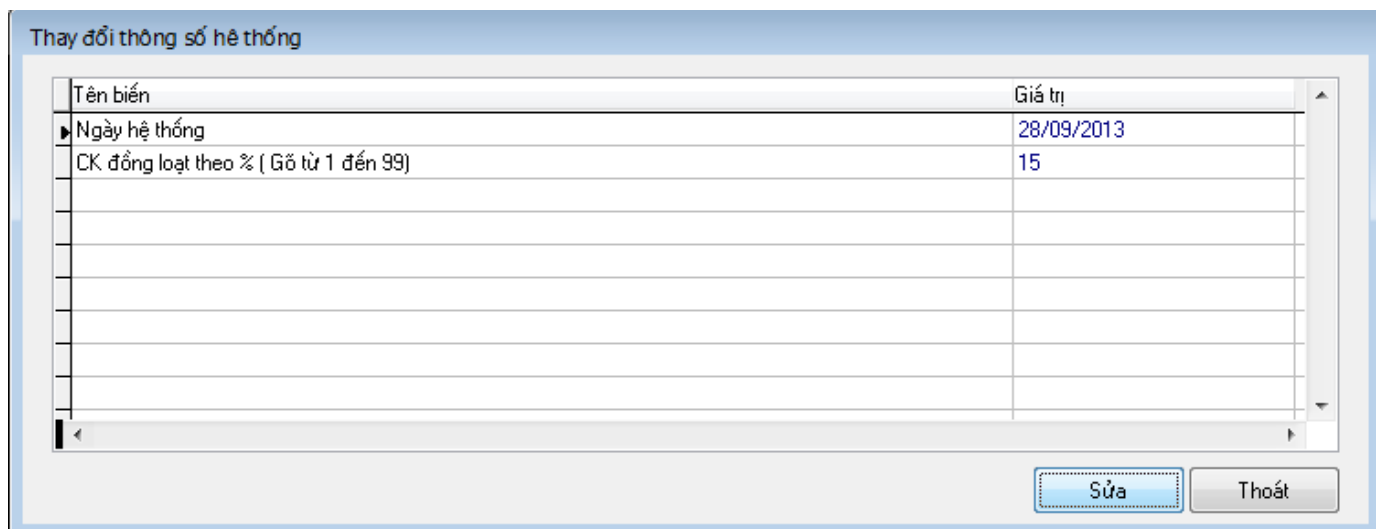 Thay đổi thông số hê thống
Tên biến Giá trị
Ngày hệ thống 28/09/2013
CK đồng loạt theo % ( Gõ từ 1 đến 99) 15
Sửa Thoát